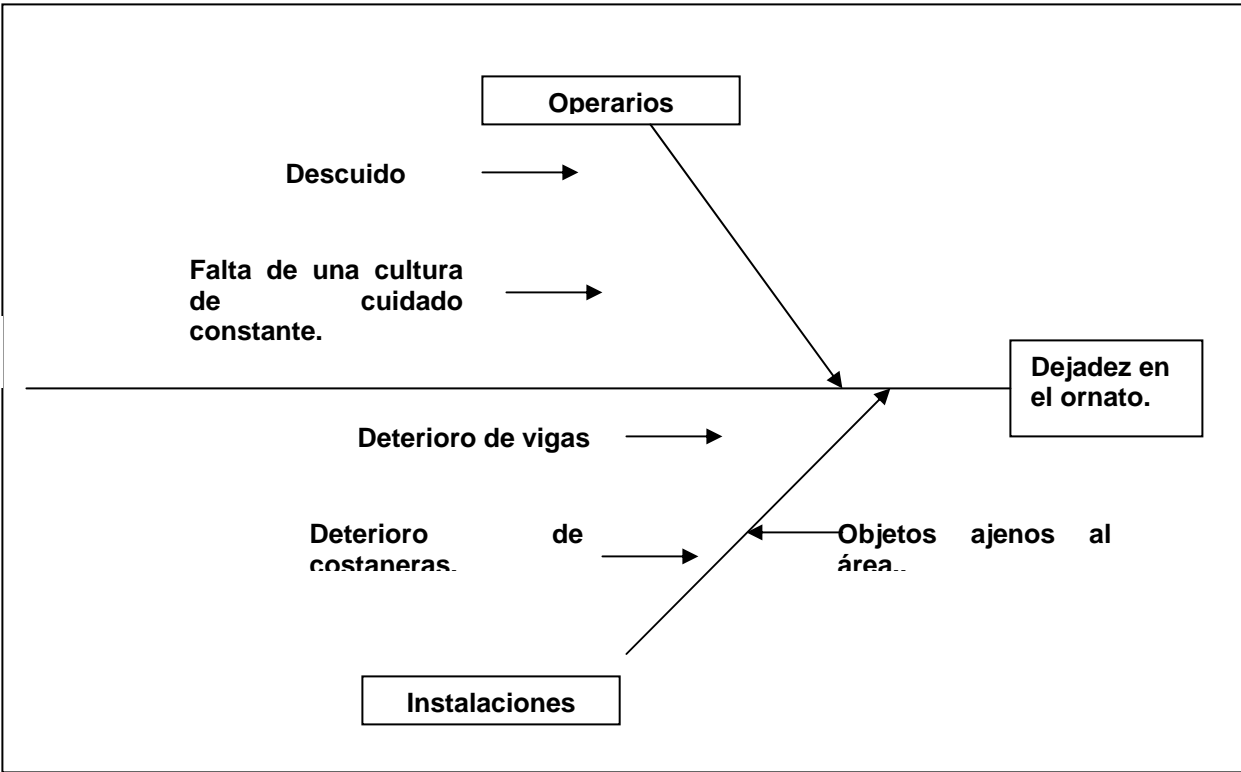 Operarios
Descuido
Falta de una cultura
de cuidado
constante.
Dejadez en
el ornato.
Deterioro de vigas
Deterioro de
costaneras.
Objetos ajenos al
área..
Instalaciones